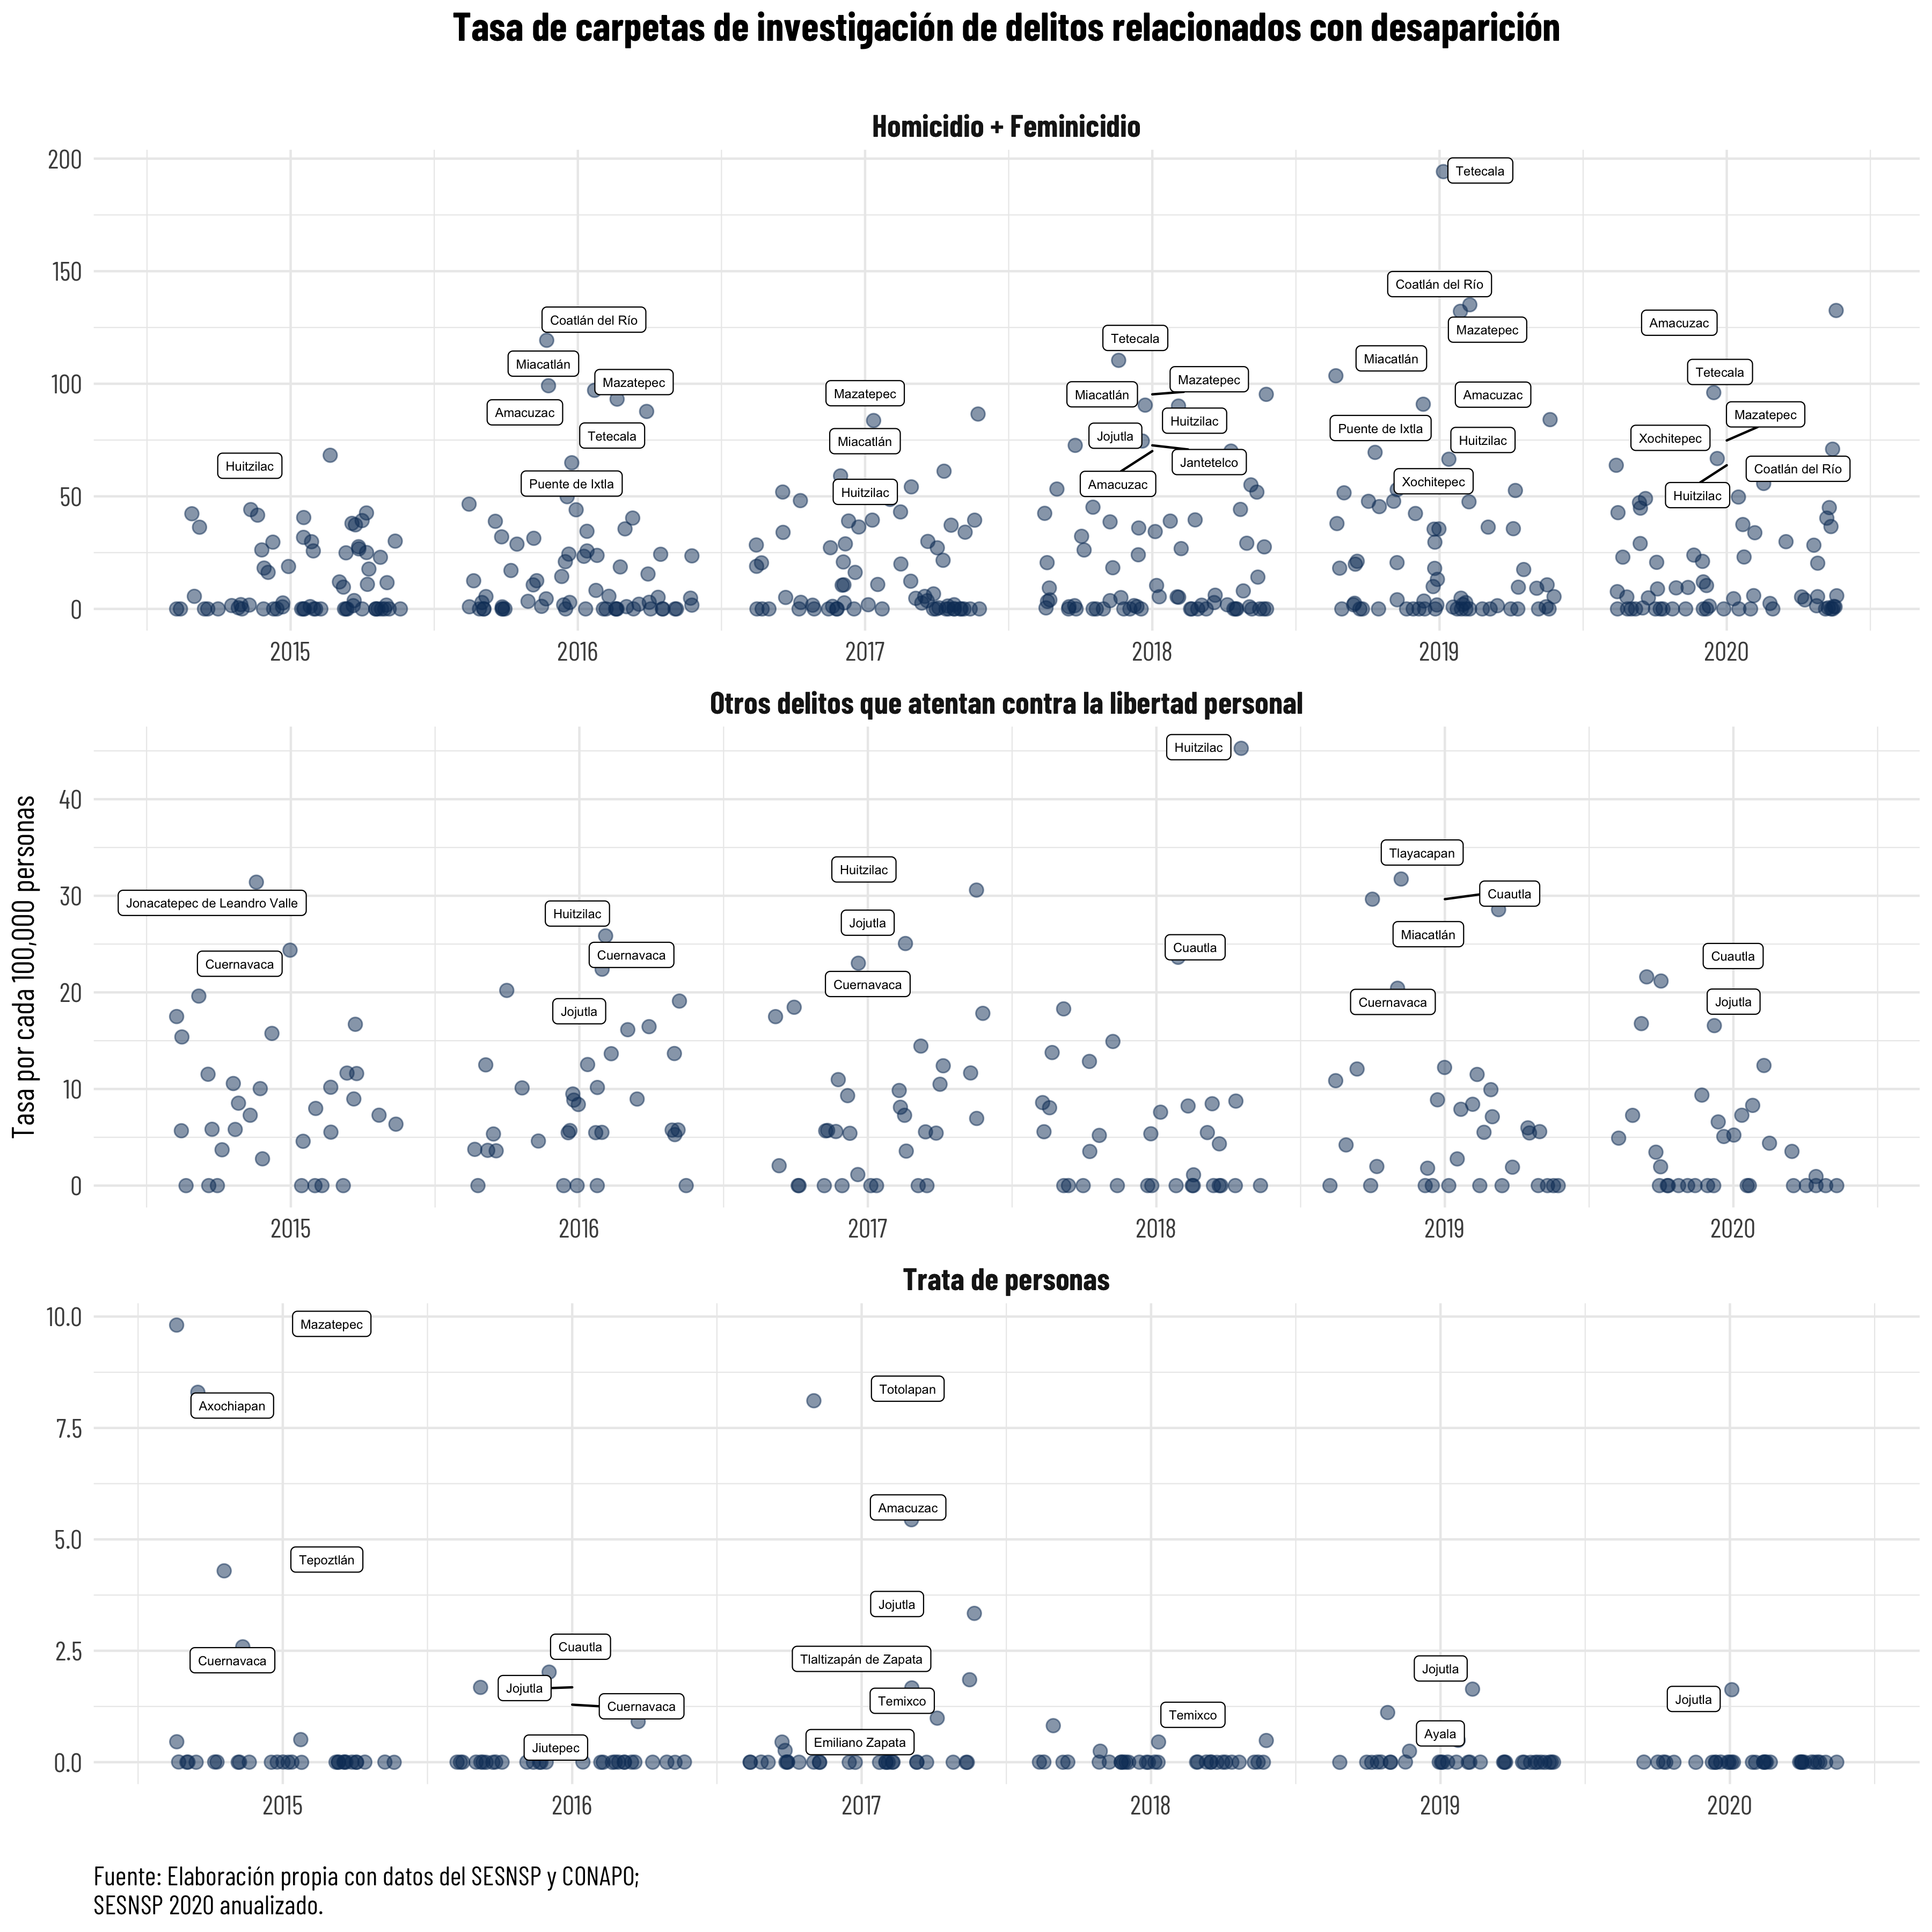 Tasa de carpetas de investigación de delitos relacionados con desaparición
Homicidio + Feminicidio
200
150
100
50
0
Tetecala
Coatlán del Río
Mazatepec
Amacuzac
Coatlán del Río
Tetecala
Miacatlán
Miacatlán
Tetecala
Mazatepec
Mazatepec
Mazatepec
Miacatlán
Amacuzac
Amacuzac
Mazatepec
Huitzilac
Puente de Ixtla
Tetecala
Jojutla
Xochitepec
Huitzilac
Miacatlán
Jantetelco
Huitzilac
Coatlán del Río
Puente de Ixtla
Amacuzac
Xochitepec
Huitzilac
Huitzilac
2015
2016
2017
2018
2019
2020
Otros delitos que atentan contra la libertad personal
Tasa por cada 100,000 personas
40
30
20
10
0
Huitzilac
Tlayacapan
Huitzilac
Cuautla
Jonacatepec de Leandro Valle
Huitzilac
Jojutla
Miacatlán
Cuautla
Cuernavaca
Cuautla
Cuernavaca
Cuernavaca
Cuernavaca
Jojutla
Jojutla
2015
2016
2017
2018
2019
2020
Trata de personas
10.0
7.5
5.0
2.5
0.0
Mazatepec
Totolapan
Axochiapan
Amacuzac
Tepoztlán
Jojutla
Cuautla
Tlaltizapán de Zapata
Cuernavaca
Jojutla
Jojutla
Temixco
Jojutla
Cuernavaca
Temixco
Ayala
Emiliano Zapata
Jiutepec
2015
2016
2017
2018
2019
2020
Fuente: Elaboración propia con datos del SESNSP y CONAPO;
SESNSP 2020 anualizado.